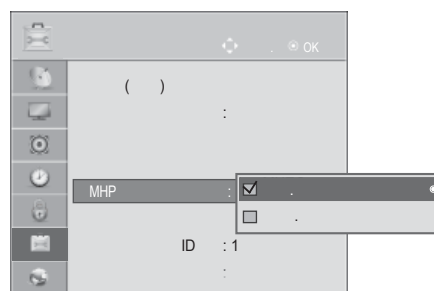 、 OK
( )
:
MHP : .
.
ID : 1
: